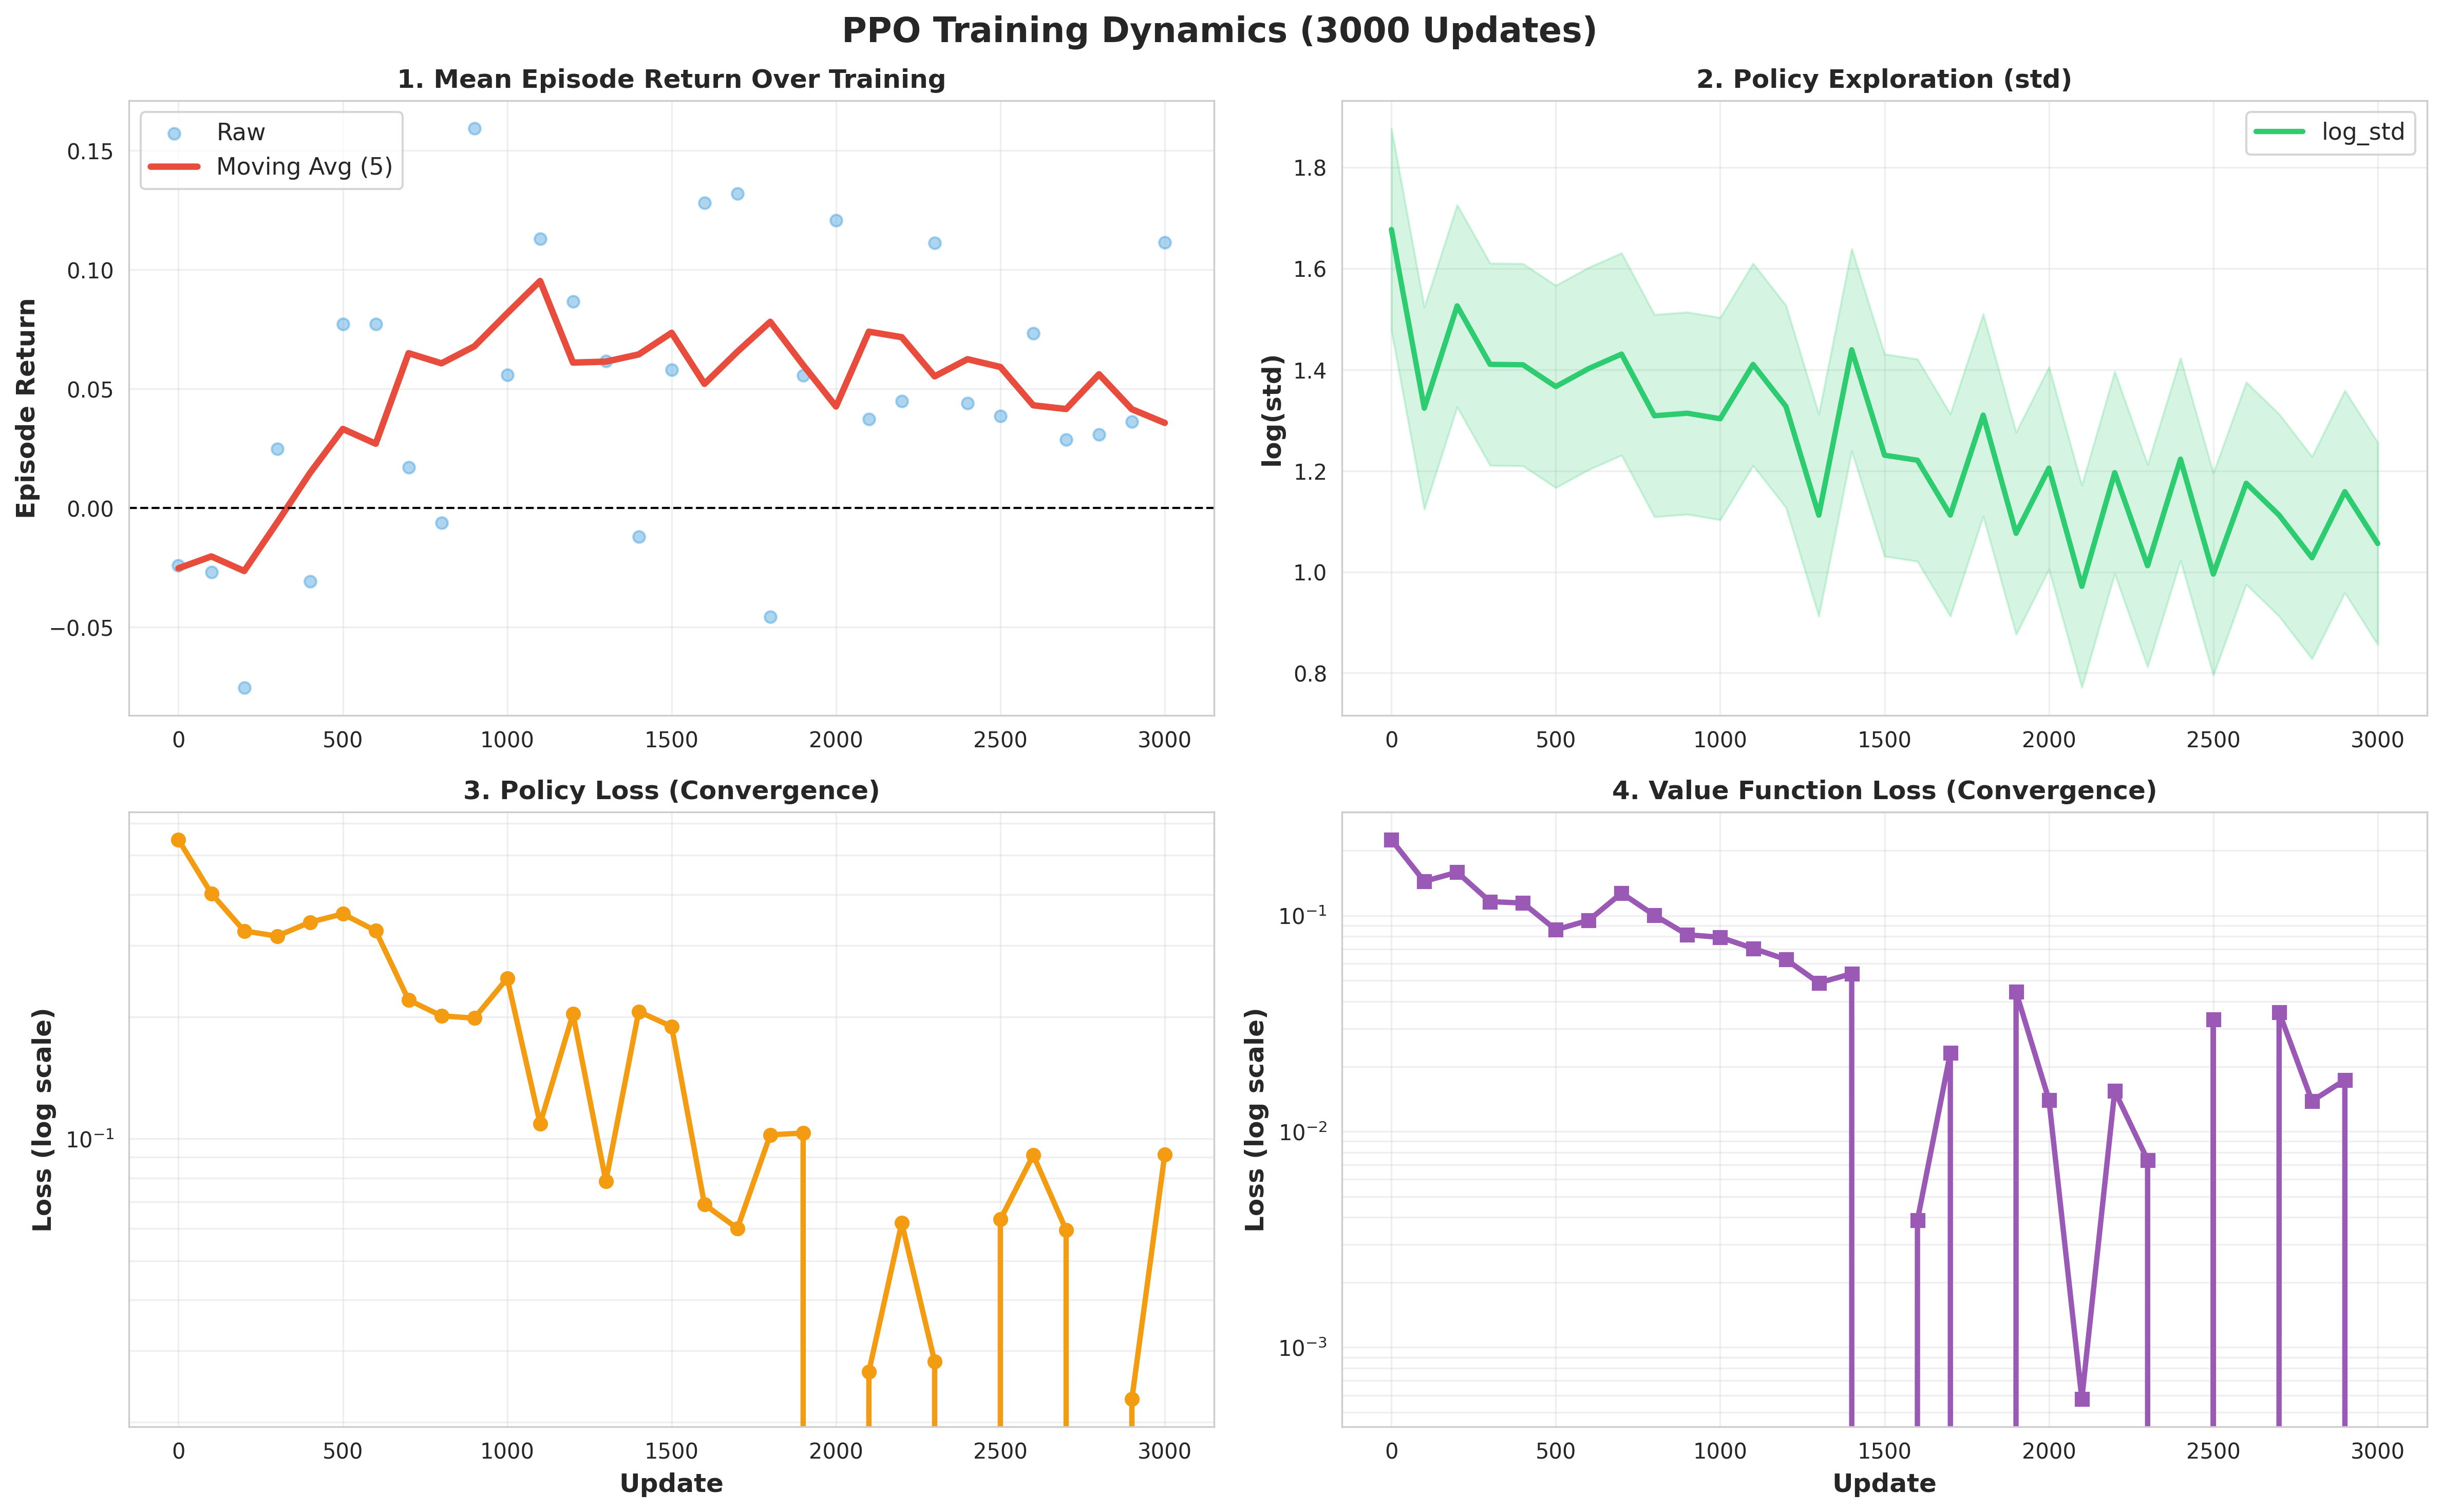 PPO Training Dynamics (3000 Updates)
1. Mean Episode Return Over Training
Raw
Moving Avg (5)
Episode Return
0.15
0.10
0.05
0.00
−0.05
0 500 1000 1500 2000 2500 3000
2. Policy Exploration (std)
log_std
log(std)
1.8
1.6
1.4
1.2
1.0
0.8
0 500 1000 1500 2000 2500 3000
3. Policy Loss (Convergence)
Loss (log scale)
10⁻¹
0 500 1000 1500 2000 2500 3000
Update
4. Value Function Loss (Convergence)
Loss (log scale)
10⁻¹
10⁻²
10⁻³
0 500 1000 1500 2000 2500 3000
Update